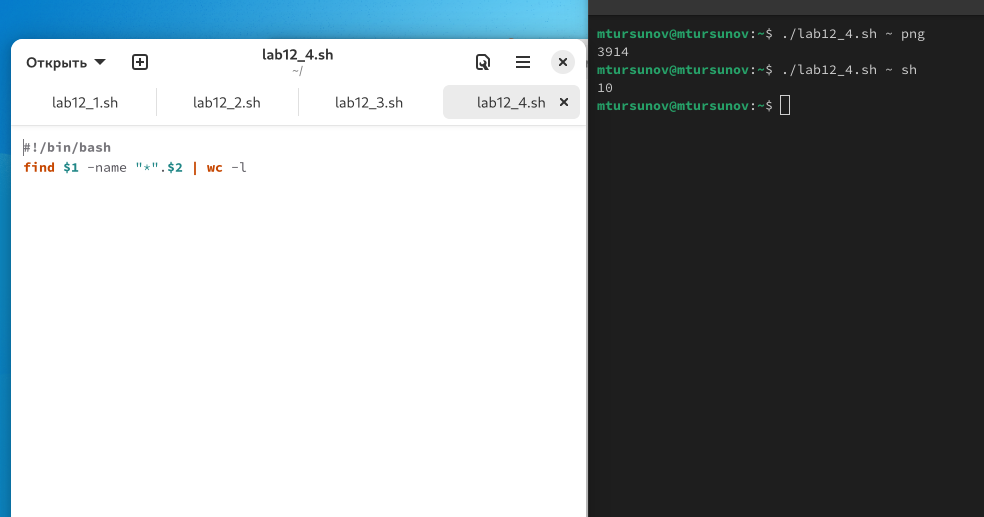 Открыть
lab12_4.sh
~/
lab12_1.sh
lab12_2.sh
lab12_3.sh
lab12_4.sh
#!/bin/bash
find $1 -name "*".$2 | wc -l
mtursunov@mtursunov:~$ ./lab12_4.sh ~ png
3914
mtursunov@mtursunov:~$ ./lab12_4.sh ~ sh
10
mtursunov@mtursunov:~$